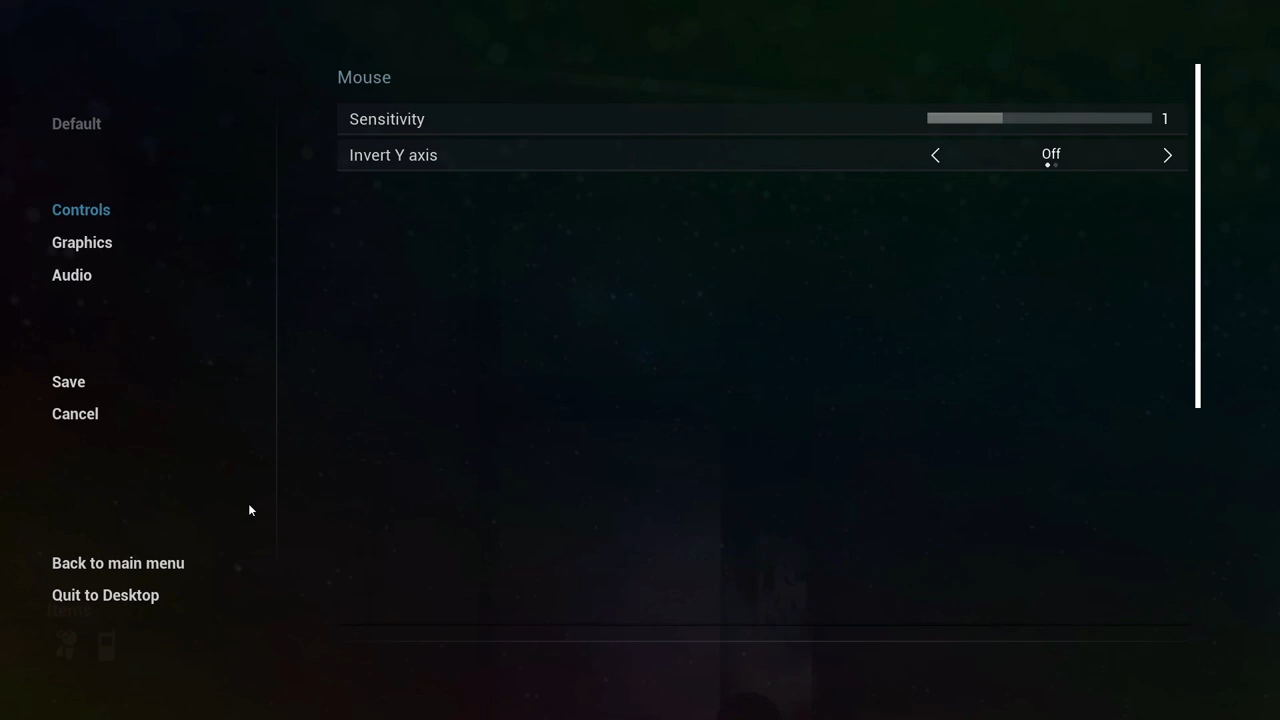 Mouse
Default
Sensitivity 1
Invert Y axis Off
Controls
Graphics
Audio
Save
Cancel
Back to main menu
Quit to Desktop
Items